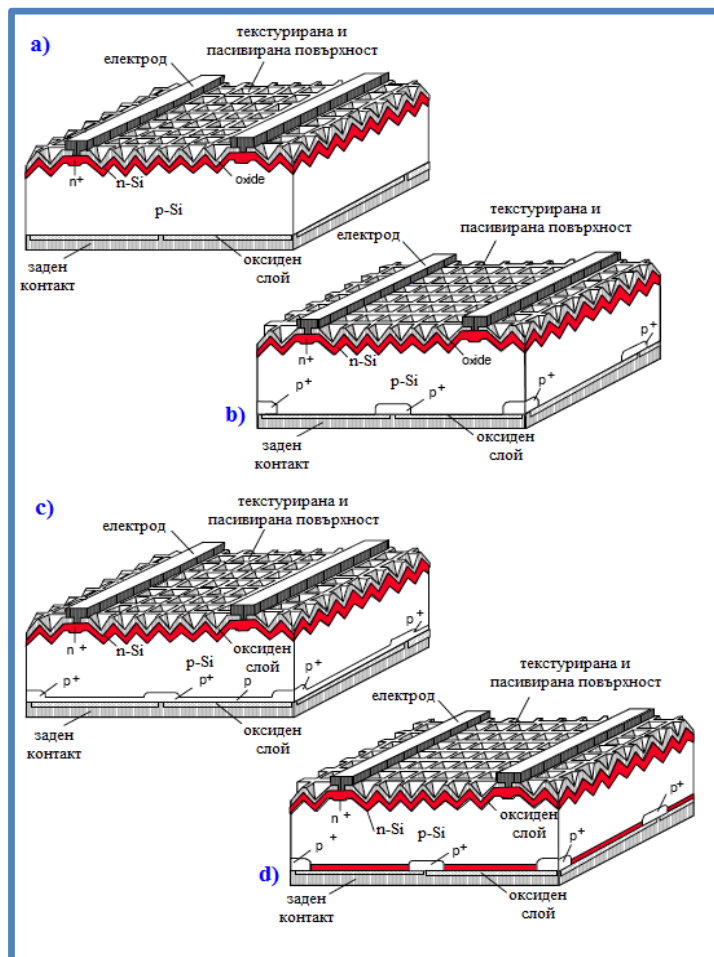 a)
текстурирана и
пасивирана повърхност
електрод
n+
n-Si
oxide
p-Si
заден
контакт
оксиден
слой
b)
текстурирана и
пасивирана повърхност
електрод
n+
n-Si
oxide
p-Si
p+
p+
p+
p+
заден
контакт
оксиден
слой
c)
текстурирана и
пасивирана повърхност
електрод
n +
n-Si
p-Si
оксиден
слой
p+
p+
p
p+
p+
заден
контакт
оксиден
слой
d)
текстурирана и
пасивирана повърхност
електрод
n +
n-Si
p-Si
оксиден
слой
p +
p+
p+
p+
заден
контакт
оксиден
слой